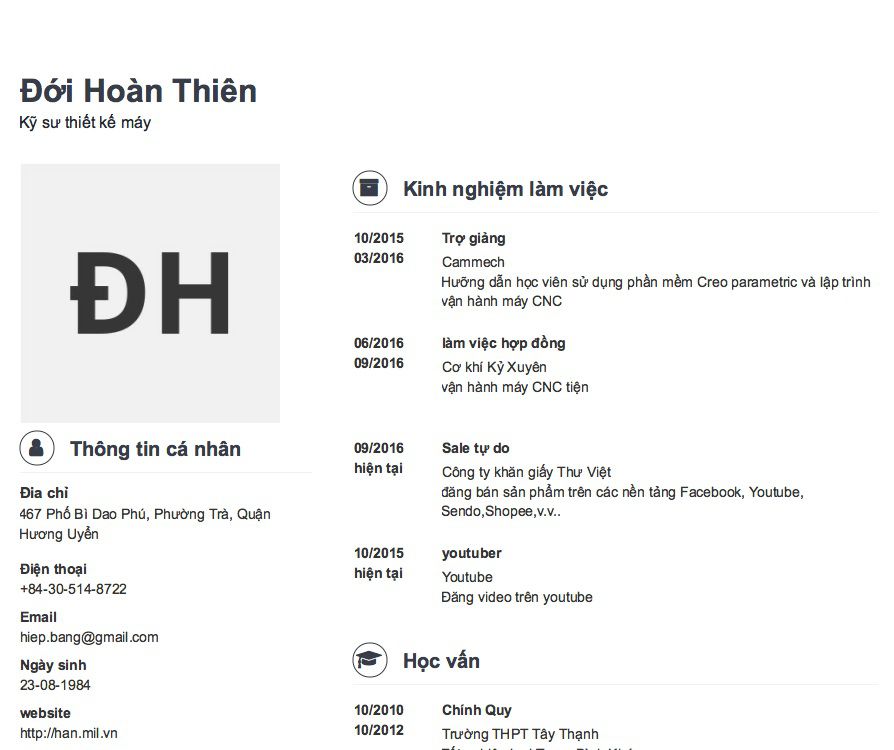 Đới Hoàn Thiên
Kỹ sư thiết kế máy
ĐH
Thông tin cá nhân
Đia chỉ
467 Phố Bì Dao Phú, Phường Trà, Quận
Hương Uyển
Điện thoại
+84-30-514-8722
Email
hiep.bang@gmail.com
Ngày sinh
23-08-1984
website
http://han.mil.vn
Kinh nghiệm làm việc
10/2015
03/2016
Trợ giảng
Cammech
Hưỡng dẫn học viên sử dụng phần mềm Creo parametric và lập trình
vận hành máy CNC
06/2016
09/2016
làm việc hợp đồng
Cơ khí Kỷ Xuyên
vận hành máy CNC tiện
09/2016
hiện tại
Sale tự do
Công ty khăn giấy Thư Việt
đăng bán sản phẩm trên các nền tảng Facebook, Youtube,
Sendo,Shopee,v.v..
10/2015
hiện tại
youtuber
Youtube
Đăng video trên youtube
Học vấn
10/2010
10/2012
Chính Quy
Trường THPT Tây Thạnh